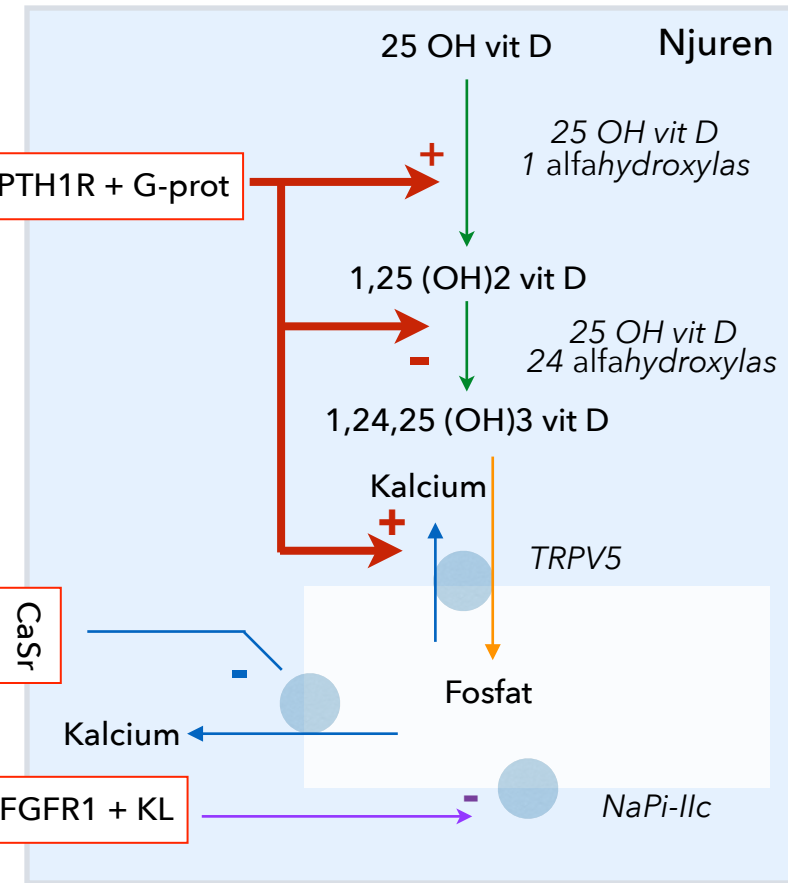 Njuren
25 OH vit D
25 OH vit D
1 alfahydroxylas
+
PTH1R + G-prot
1,25 (OH)2 vit D
25 OH vit D
24 alfahydroxylas
-
1,24,25 (OH)3 vit D
Kalcium
+
TRPV5
CaSr
-
Fosfat
Kalcium
-
NaPi-IIc
FGFR1 + KL